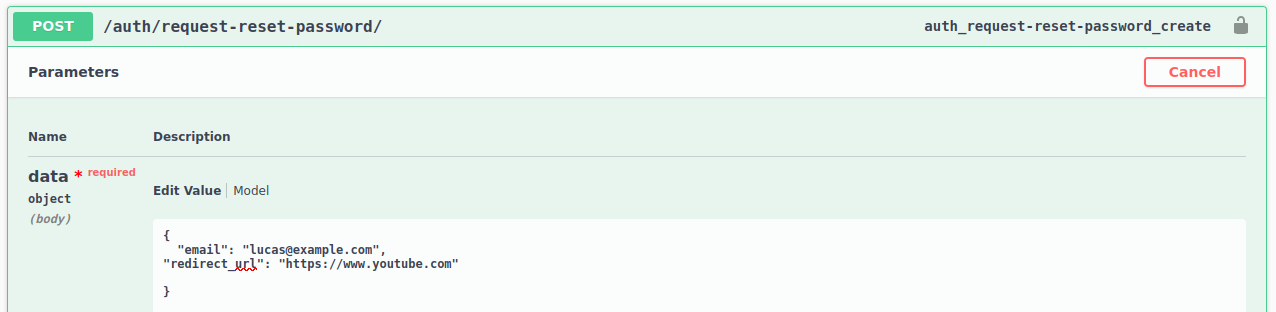 POST /auth/request-reset-password/ auth_request-reset-password_create
Parameters Cancel
Name Description
data * required
object
(body)
Edit Value Model
{
"email": "lucas@example.com",
"redirect_url": "https://www.youtube.com"
}